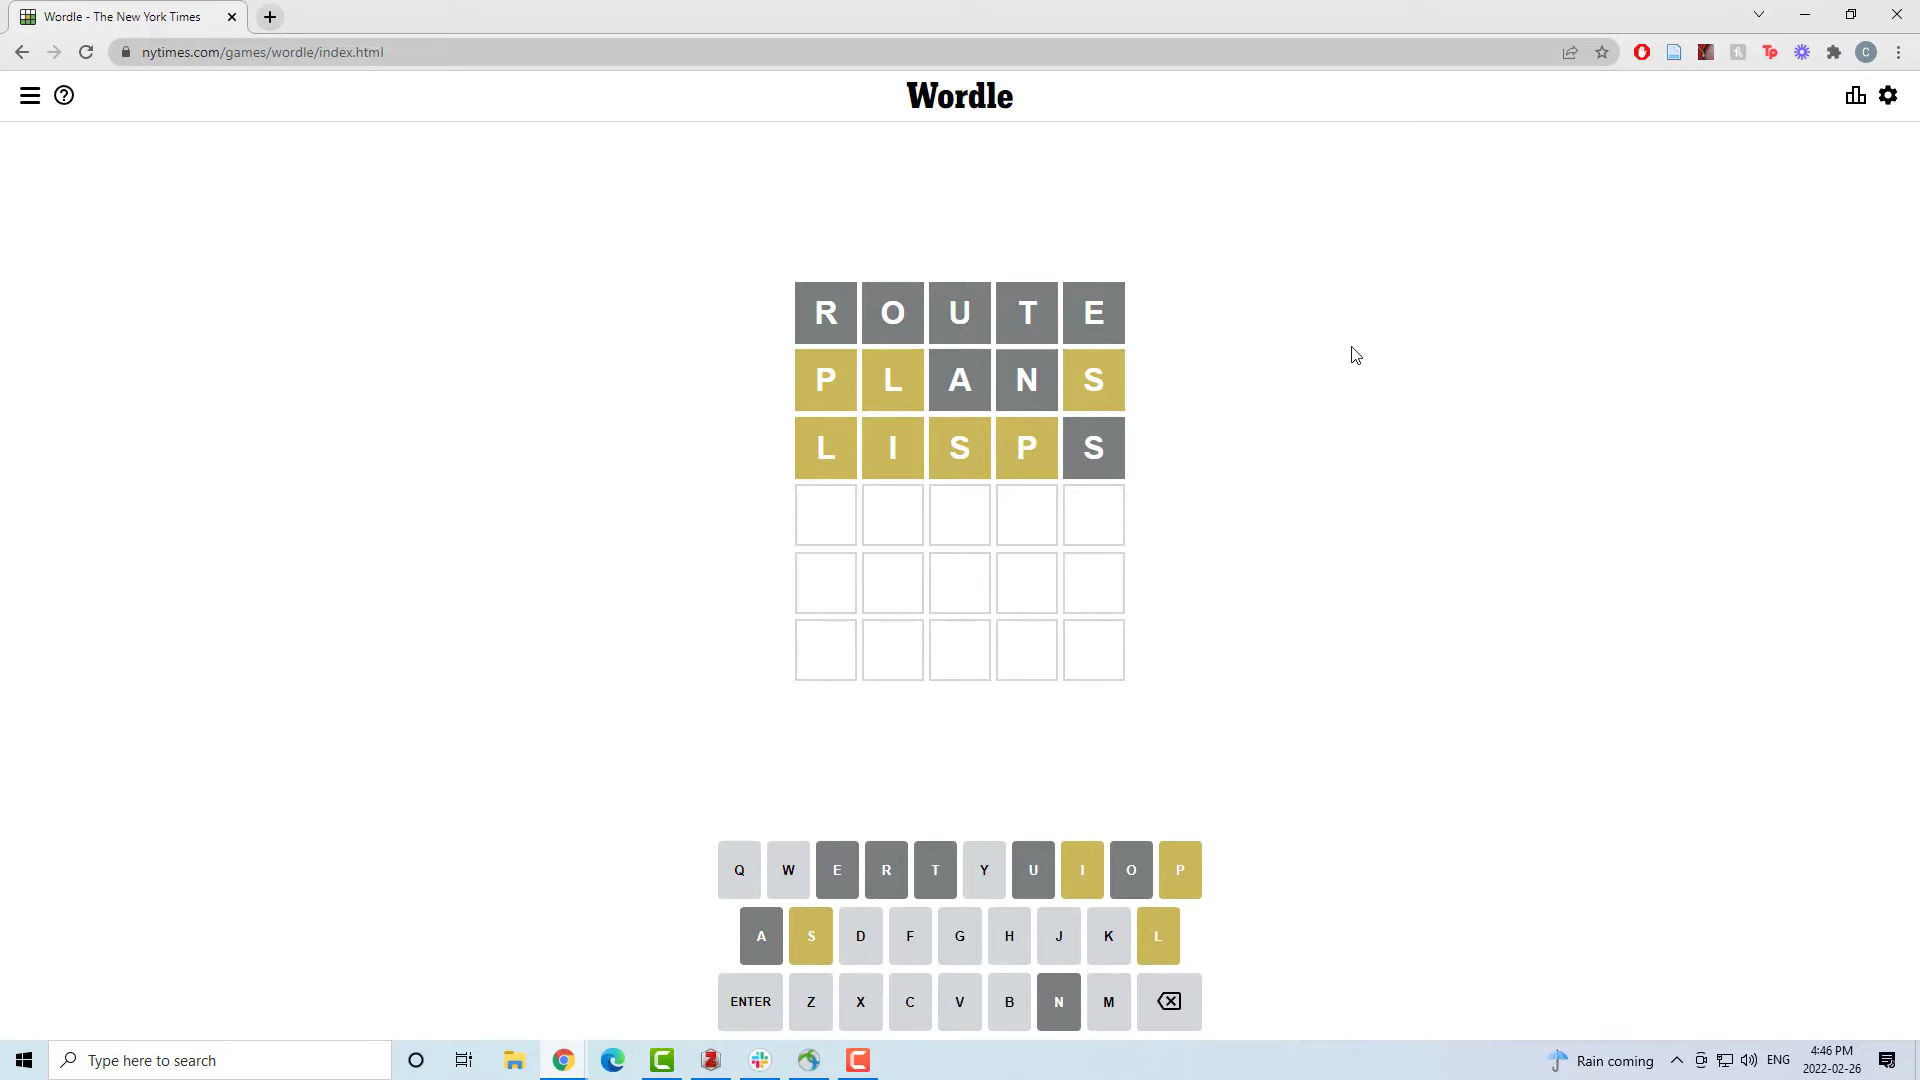 Wordle - The New York Times
nytimes.com/games/wordle/index.html
C
Wordle
R O U T E
P L A N S
L I S P S
Q W E R T Y U I O P
A S D F G H J K L
ENTER Z X C V B N M
Type here to search
Rain coming
ENG
4:46 PM
2022-02-26